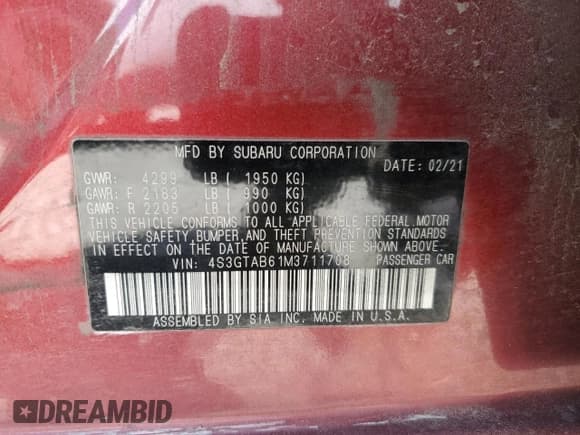 MFD BY SUBARU CORPORATION
DATE: 02/21
GVWR: 4299 LB ( 1950 KG)
GAWR: F 2183 LB ( 990 KG)
GAWR: R 2205 LB ( 1000 KG)
THIS VEHICLE CONFORMS TO ALL APPLICABLE FEDERAL MOTOR
VEHICLE SAFETY,BUMPER,AND THEFT PREVENTION STANDARDS
IN EFFECT ON THE DATE OF MANUFACTURE SHOWN ABOVE.
VIN: 4S3GTAB61M3711708 PASSENGER CAR
ASSEMBLED BY SIA INC. MADE IN U.S.A.
DREAMBID